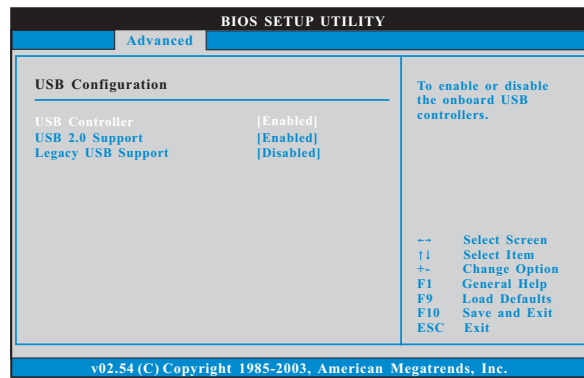 BIOS SETUP UTILITY
Advanced
USB Configuration
USB Controller [Enabled]
USB 2.0 Support [Enabled]
Legacy USB Support [Disabled]
To enable or disable
the onboard USB
controllers.
←→ Select Screen
↑↓ Select Item
+- Change Option
F1 General Help
F9 Load Defaults
F10 Save and Exit
ESC Exit
v02.54 (C) Copyright 1985-2003, American Megatrends, Inc.